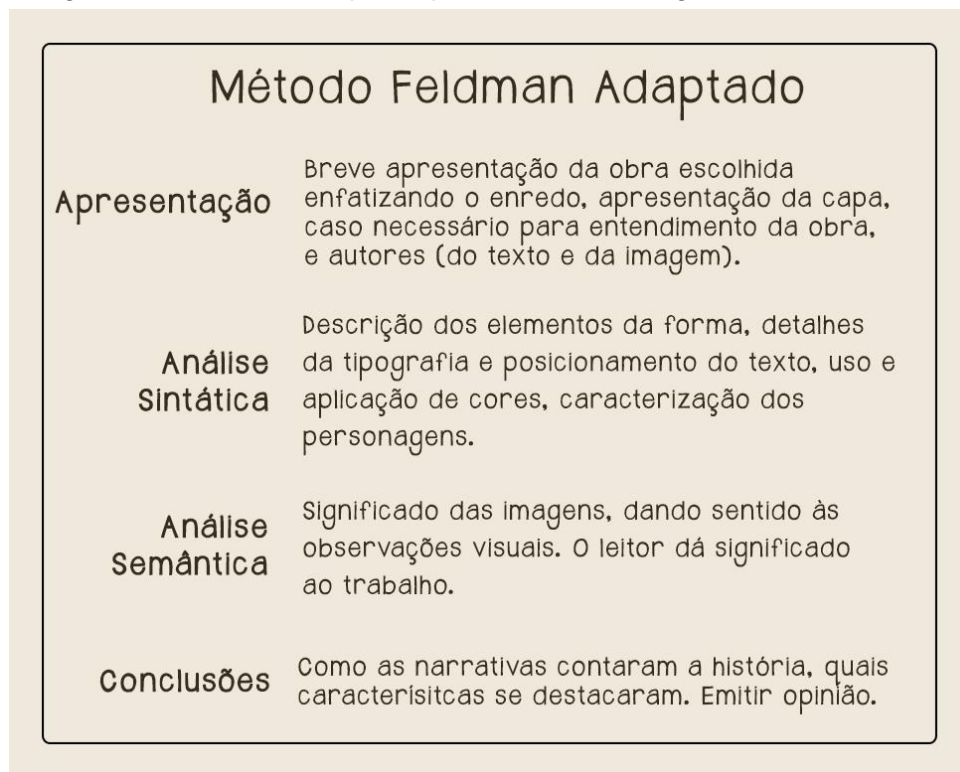 Método Feldman Adaptado
Apresentação
Breve apresentação da obra escolhida
enfatizando o enredo, apresentação da capa,
caso necessário para entendimento da obra,
e autores (do texto e da imagem).
Análise
Sintática
Descrição dos elementos da forma, detalhes
da tipografia e posicionamento do texto, uso e
aplicação de cores, caracterização dos
personagens.
Análise
Semântica
Significado das imagens, dando sentido às
observações visuais. O leitor dá significado
ao trabalho.
Conclusões
Como as narrativas contaram a história, quais
caracterísitcas se destacaram. Emitir opinião.